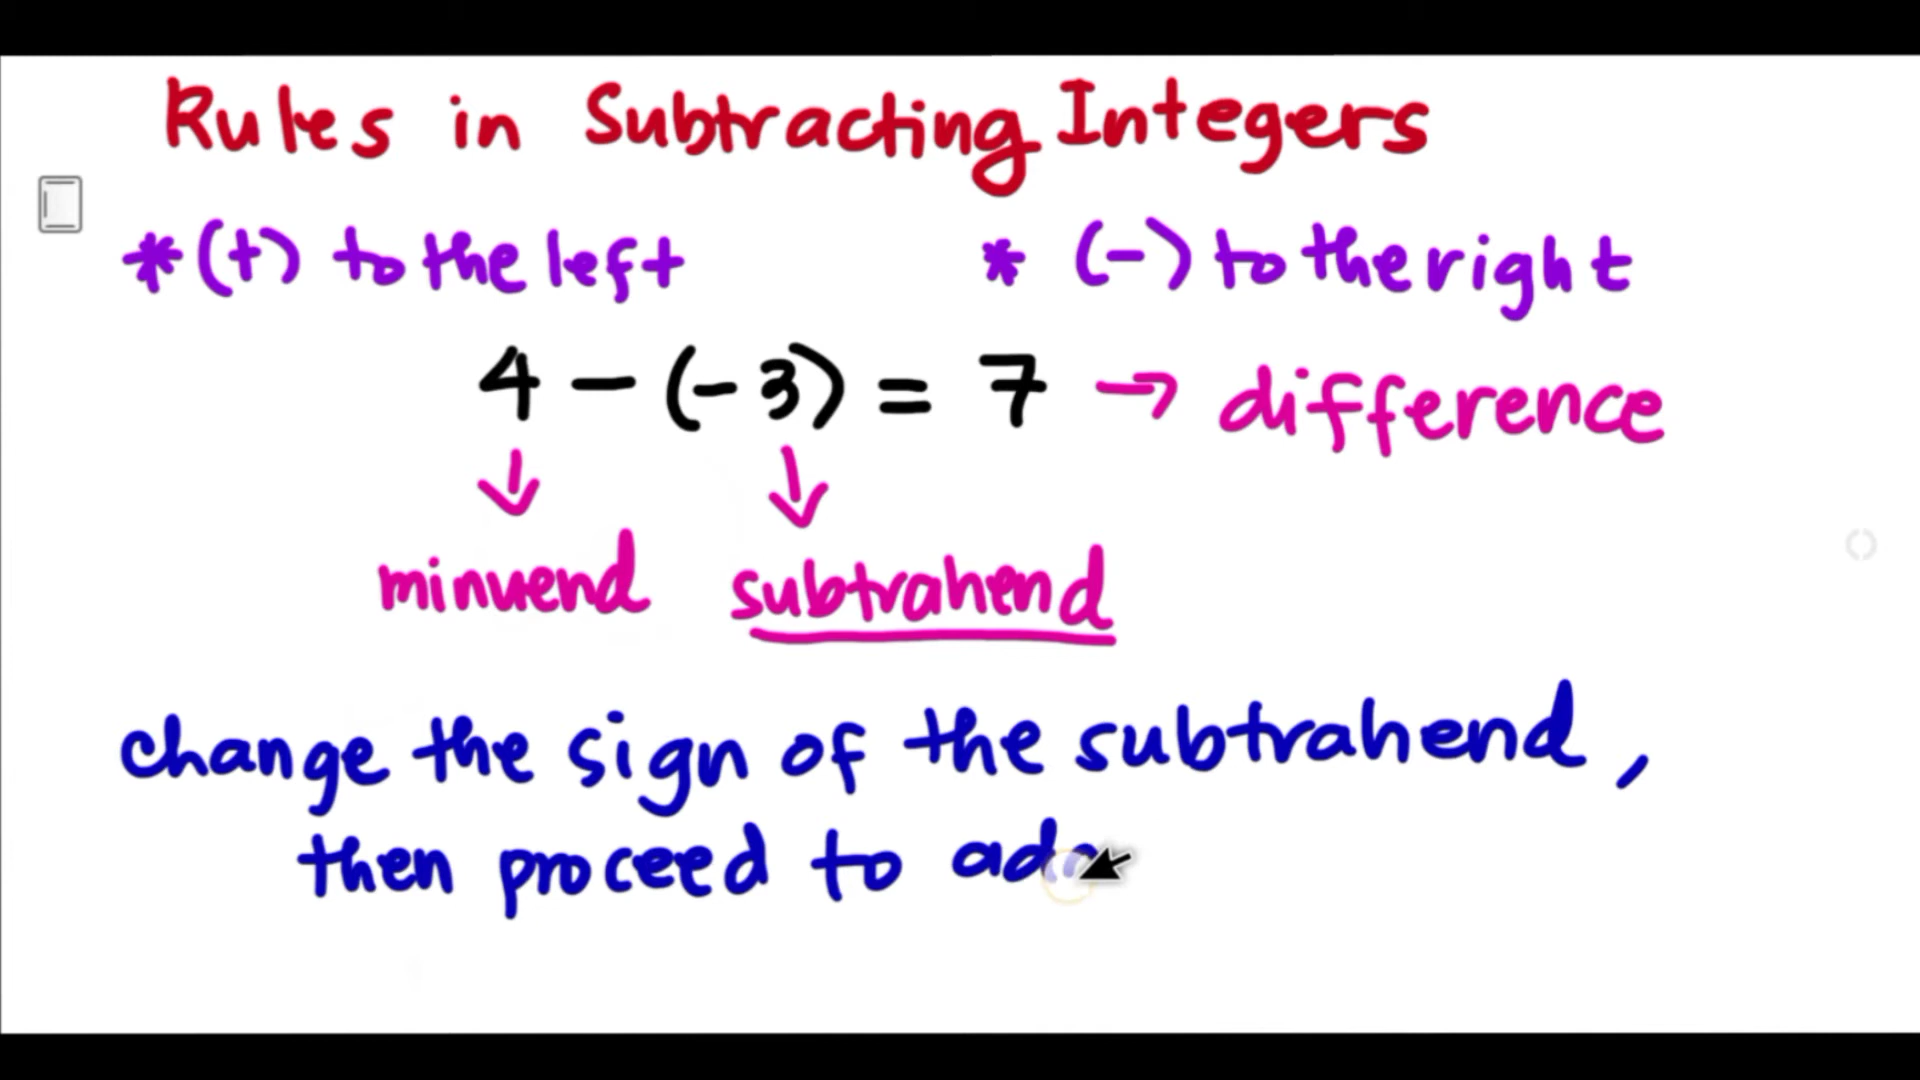 Rules in Subtracting Integers
*(+) to the left * (-) to the right
4 - (-3) = 7 → difference
↓ ↓
minuend subtrahend
change the sign of the subtrahend,
then proceed to